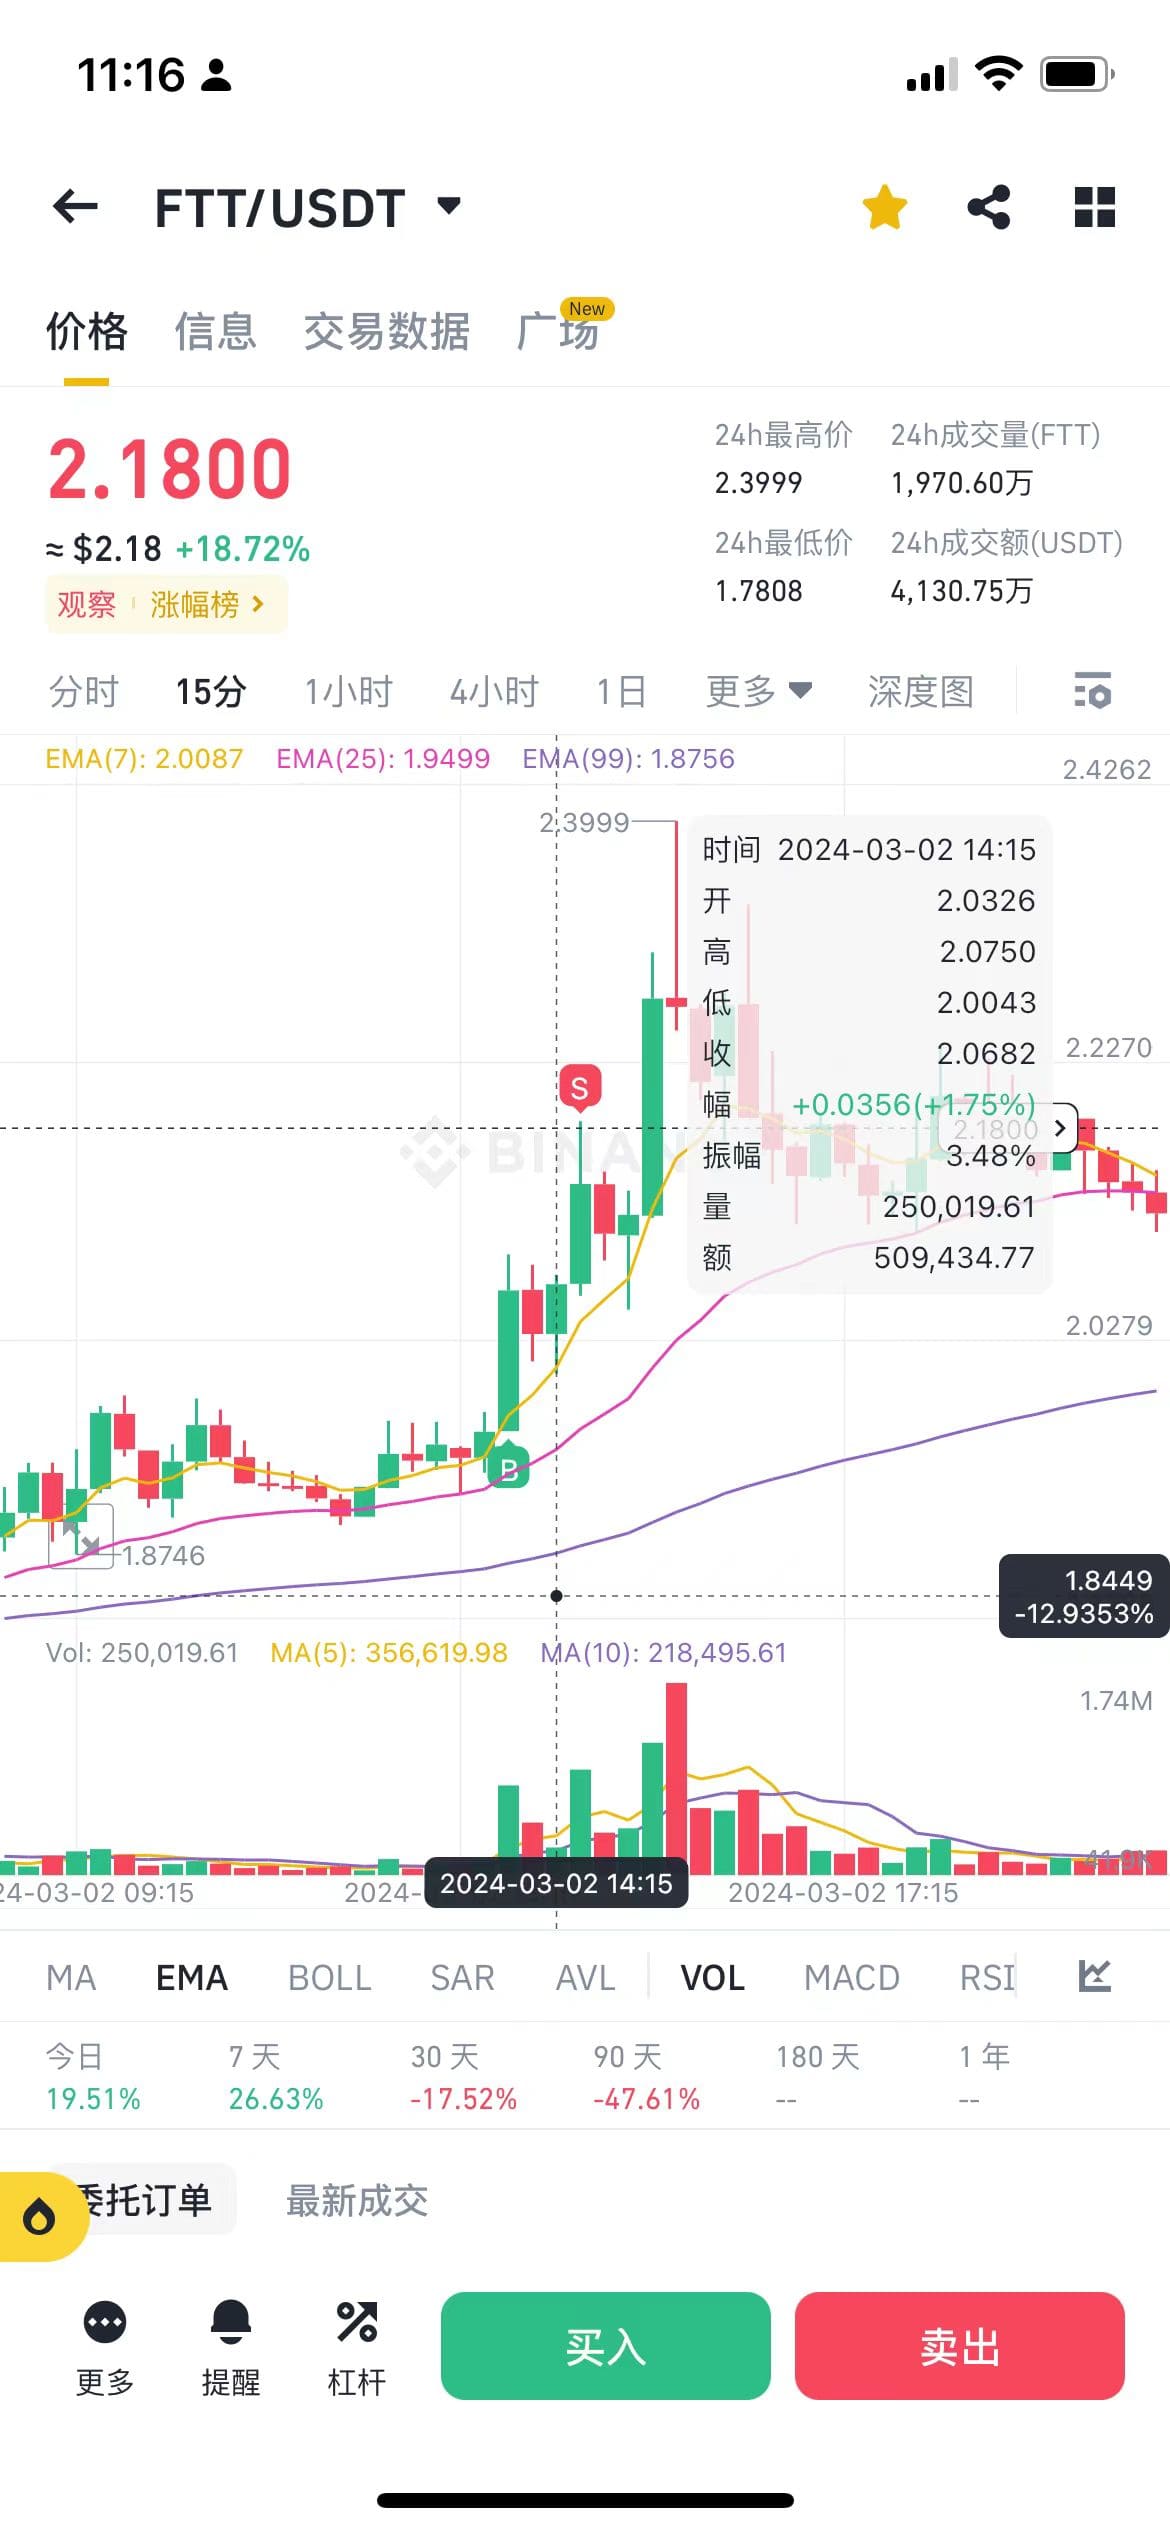 11:16
FTT/USDT
价格 信息 交易数据 广场 New
2.1800
≈ $2.18 +18.72%
观察 涨幅榜
24h最高价 24h成交量(FTT)
2.3999 1,970.60万
24h最低价 24h成交额(USDT)
1.7808 4,130.75万
分时 15分 1小时 4小时 1日 更多 深度图
EMA(7): 2.0087 EMA(25): 1.9499 EMA(99): 1.8756
2.4262
2.3999
时间 2024-03-02 14:15
开 2.0326
高 2.0750
低 2.0043
收 2.0682
幅 +0.0356(+1.75%)
振幅 3.48%
量 250,019.61
额 509,434.77
2.2270
2.1800
2.0279
S
BINAN
B
1.8746
1.8449
-12.9353%
Vol: 250,019.61 MA(5): 356,619.98 MA(10): 218,495.61
1.74M
41.9K
24-03-02 09:15 2024- 2024-03-02 14:15 2024-03-02 17:15
MA EMA BOLL SAR AVL VOL MACD RSI
今日 7 天 30 天 90 天 180 天 1 年
19.51% 26.63% -17.52% -47.61% -- --
委托订单 最新成交
更多 提醒 杠杆 买入 卖出